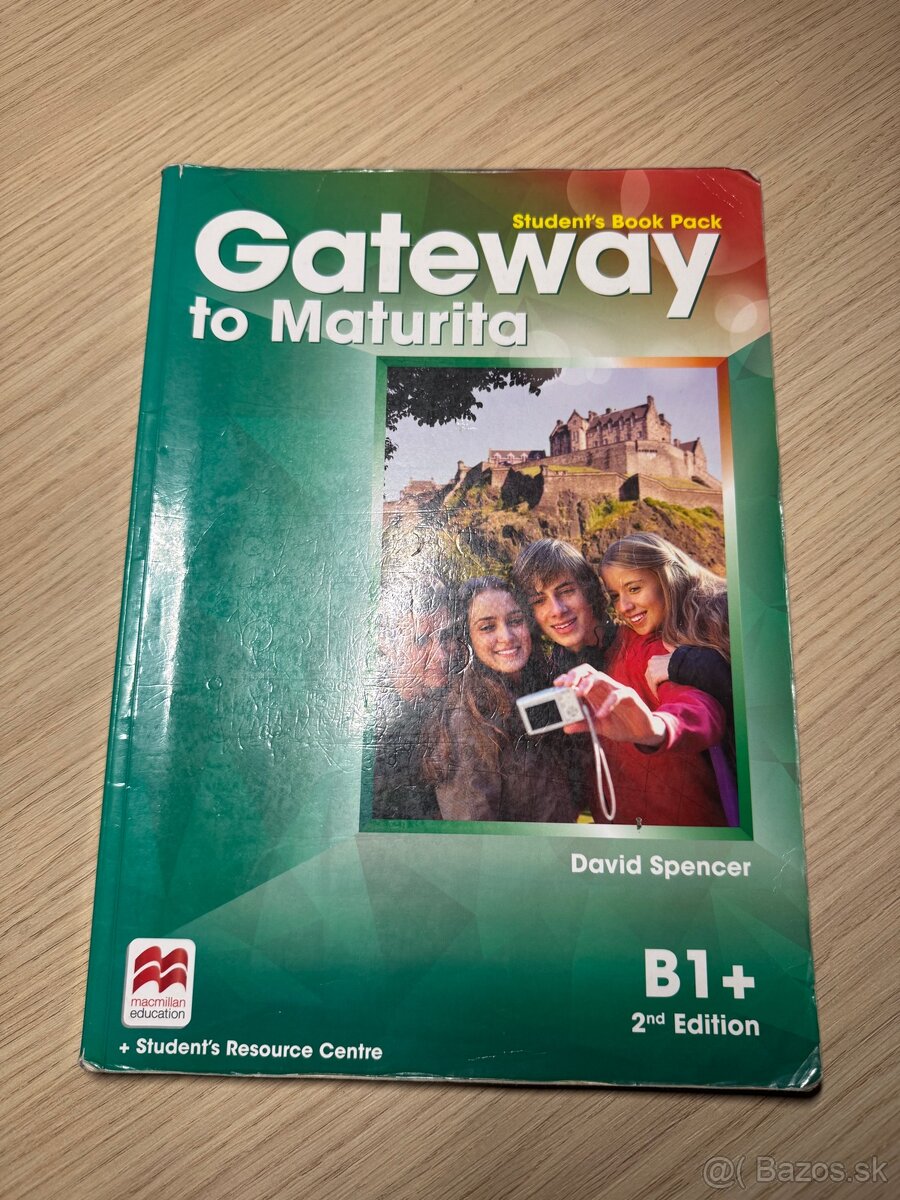 Student's Book Pack
Gateway
to Maturita
David Spencer
B1+
2nd Edition
macmillan
education
+ Student's Resource Centre
@( Bazos.sk